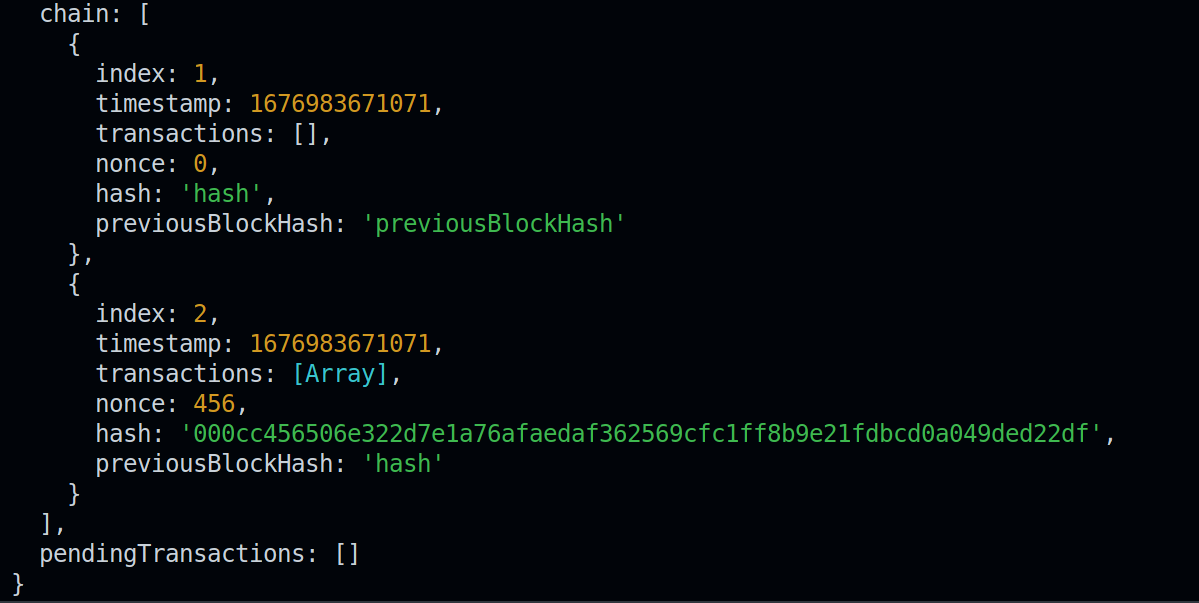 chain: [
{
index: 1,
timestamp: 1676983671071,
transactions: [],
nonce: 0,
hash: 'hash',
previousBlockHash: 'previousBlockHash'
},
{
index: 2,
timestamp: 1676983671071,
transactions: [Array],
nonce: 456,
hash: '000cc456506e322d7e1a76afaedaf362569cfc1ff8b9e21fdbcd0a049ded22df',
previousBlockHash: 'hash'
}
],
pendingTransactions: []
}